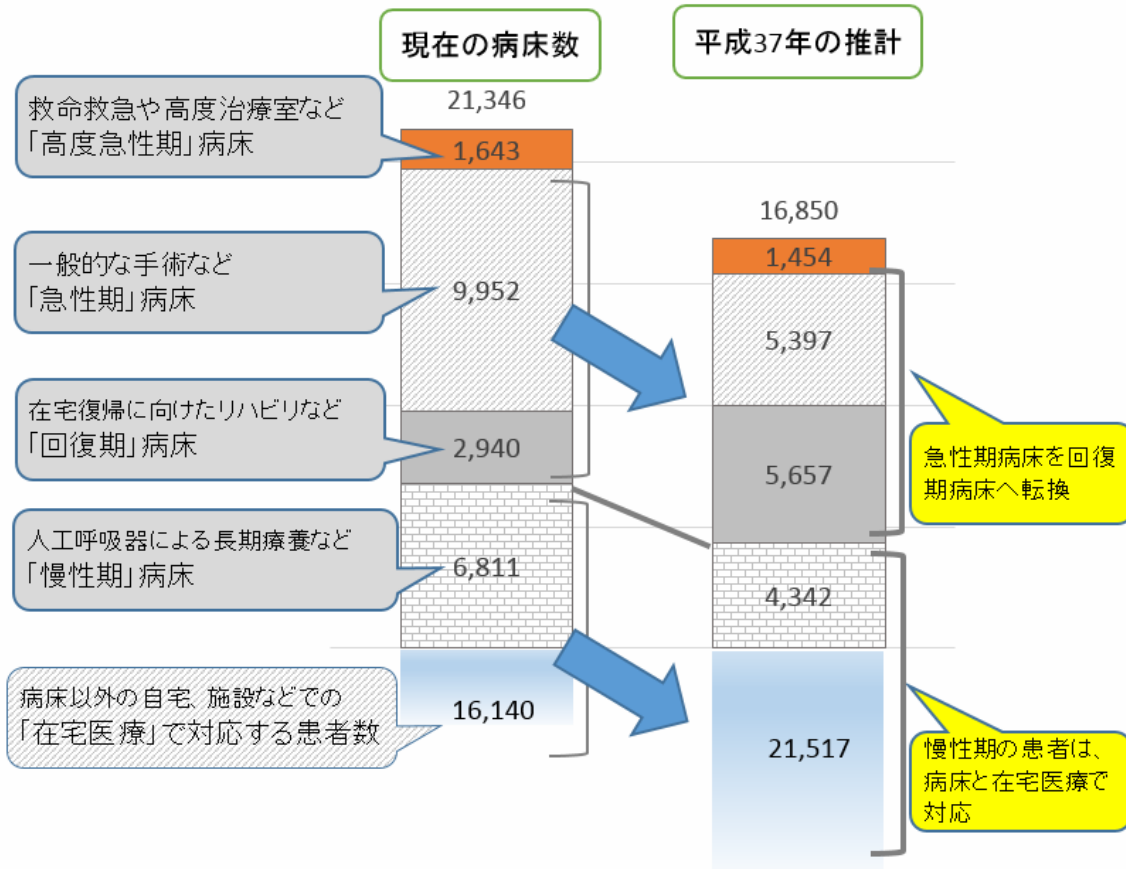 現在の病床数
平成37年の推計
21,346
救命救急や高度治療室など
「高度急性期」病床
1,643
16,850
1,454
一般的な手術など
「急性期」病床
9,952
5,397
在宅復帰に向けたリハビリなど
「回復期」病床
2,940
5,657
急性期病床を回復
期病床へ転換
人工呼吸器による長期療養など
「慢性期」病床
6,811
4,342
病床以外の自宅、施設などでの
「在宅医療」で対応する患者数
16,140
21,517
慢性期の患者は、
病床と在宅医療で
対応